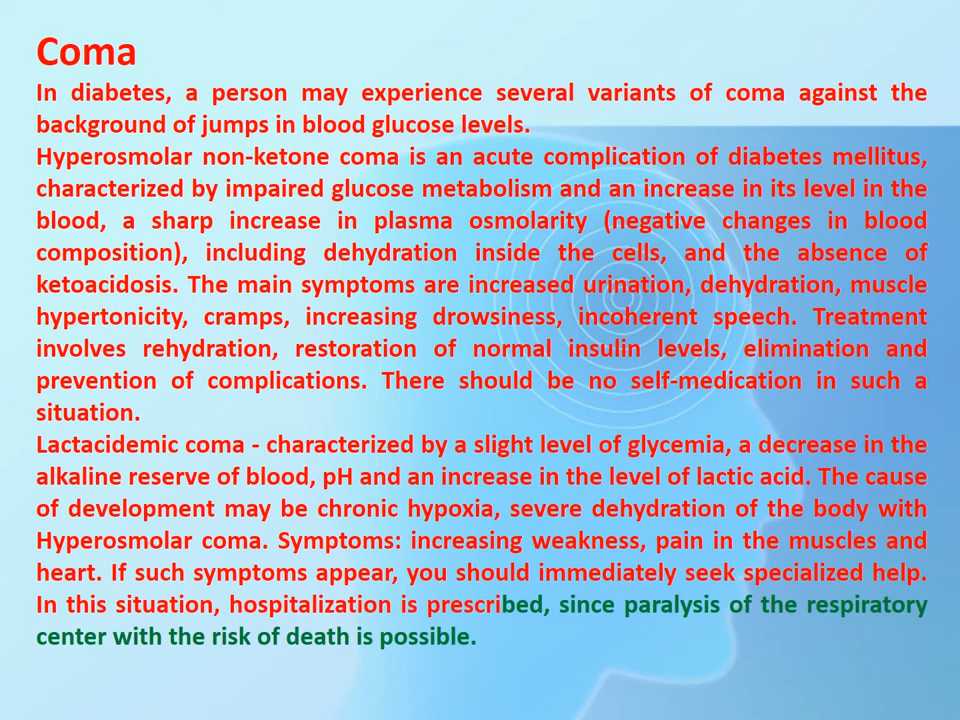 Coma
In diabetes, a person may experience several variants of coma against the
background of jumps in blood glucose levels.
Hyperosmolar non-ketone coma is an acute complication of diabetes mellitus,
characterized by impaired glucose metabolism and an increase in its level in the
blood, a sharp increase in plasma osmolarity (negative changes in blood
composition), including dehydration inside the cells, and the absence of
ketoacidosis. The main symptoms are increased urination, dehydration, muscle
hypertonicity, cramps, increasing drowsiness, incoherent speech. Treatment
involves rehydration, restoration of normal insulin levels, elimination and
prevention of complications. There should be no self-medication in such a
situation.
Lactacidemic coma - characterized by a slight level of glycemia, a decrease in the
alkaline reserve of blood, pH and an increase in the level of lactic acid. The cause
of development may be chronic hypoxia, severe dehydration of the body with
Hyperosmolar coma. Symptoms: increasing weakness, pain in the muscles and
heart. If such symptoms appear, you should immediately seek specialized help.
In this situation, hospitalization is prescribed, since paralysis of the respiratory
center with the risk of death is possible.